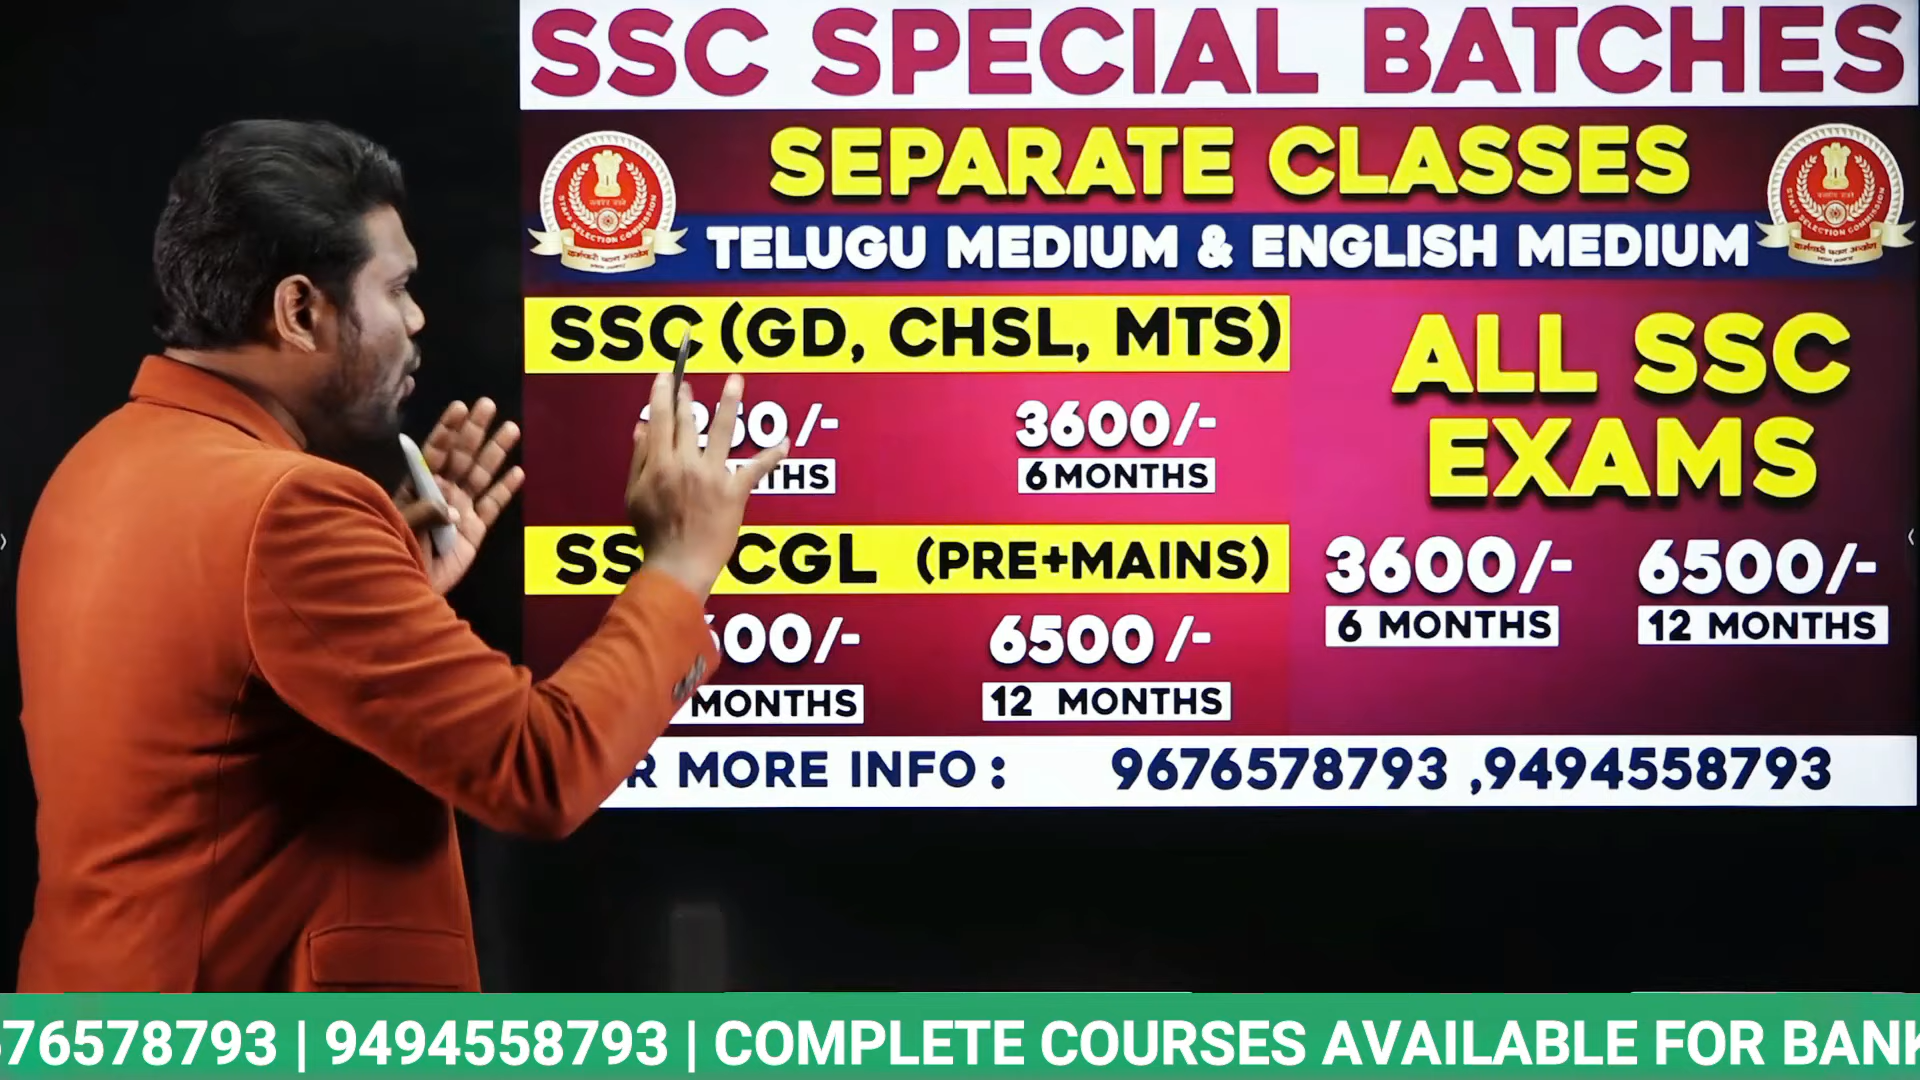 SSC SPECIAL BATCHES
SEPARATE CLASSES
TELUGU MEDIUM & ENGLISH MEDIUM
SSC (GD, CHSL, MTS)
3600/-
6 MONTHS
CGL (PRE+MAINS)
MONTHS
6500 /-
12 MONTHS
ALL SSC
EXAMS
3600/- 6500/-
6 MONTHS 12 MONTHS
MORE INFO : 9676578793 ,9494558793
76578793 | 9494558793 | COMPLETE COURSES AVAILABLE FOR BANK